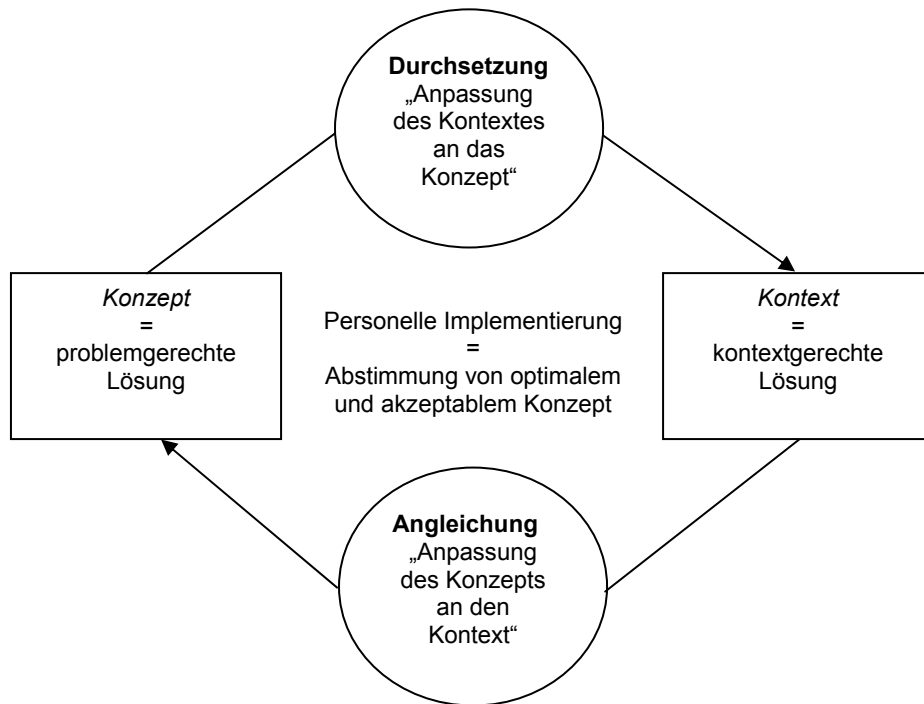 Durchsetzung
„Anpassung
des Kontextes
an das
Konzept“
Konzept
=
problemgerechte
Lösung
Personelle Implementierung
=
Abstimmung von optimalem
und akzeptablem Konzept
Kontext
=
kontextgerechte
Lösung
Angleichung
„Anpassung
des Konzepts
an den
Kontext“